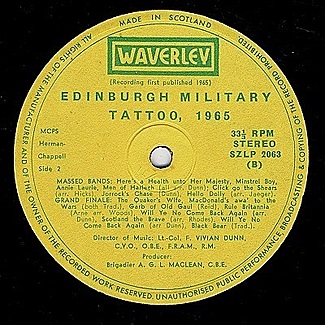 MADE IN SCOTLAND
ALL RIGHTS OF THE MANUFACTURER AND OF THE OWNER OF THE RECORDED WORK RESERVED. UNAUTHORISED PUBLIC PERFORMANCE, BROADCASTING & COPYING OF THE RECORD PROHIBITED.
WAVERLEY
(Recording first published 1965)
EDINBURGH MILITARY
TATTOO, 1965
MCPS
Herman-
Chappell
Side 2
33⅓ RPM
STEREO
SZLP 2063
(B)
MASSED BANDS: Here's a Health unto Her Majesty, Minstrel Boy,
Annie Laurie, Men of Harlech (all arr. Dunn); Click go the Shears
(arr. Hicks), Jorrock's Chase (Dunn), Hello Dolly (arr. Janger).
GRAND FINALE: The Quaker's Wife, MacDonald's awa' to the
Wars (both Trad.), Garb of Old Gaul (Reid), Rule Britannia
(Arne arr. Woods), Will Ye No Come Back Again (arr.
Dunn), Scotland the Brave (arr. Rhodes), Will Ye No
Come Back Again (arr Dunn), Black Bear (Trad.).
Director of Music: Lt.-Col. F. VIVIAN DUNN,
C.V.O., O.B.E., F.R.A.M., R.M.
Producer:
Brigadier A. G. L. MACLEAN, C.B.E.